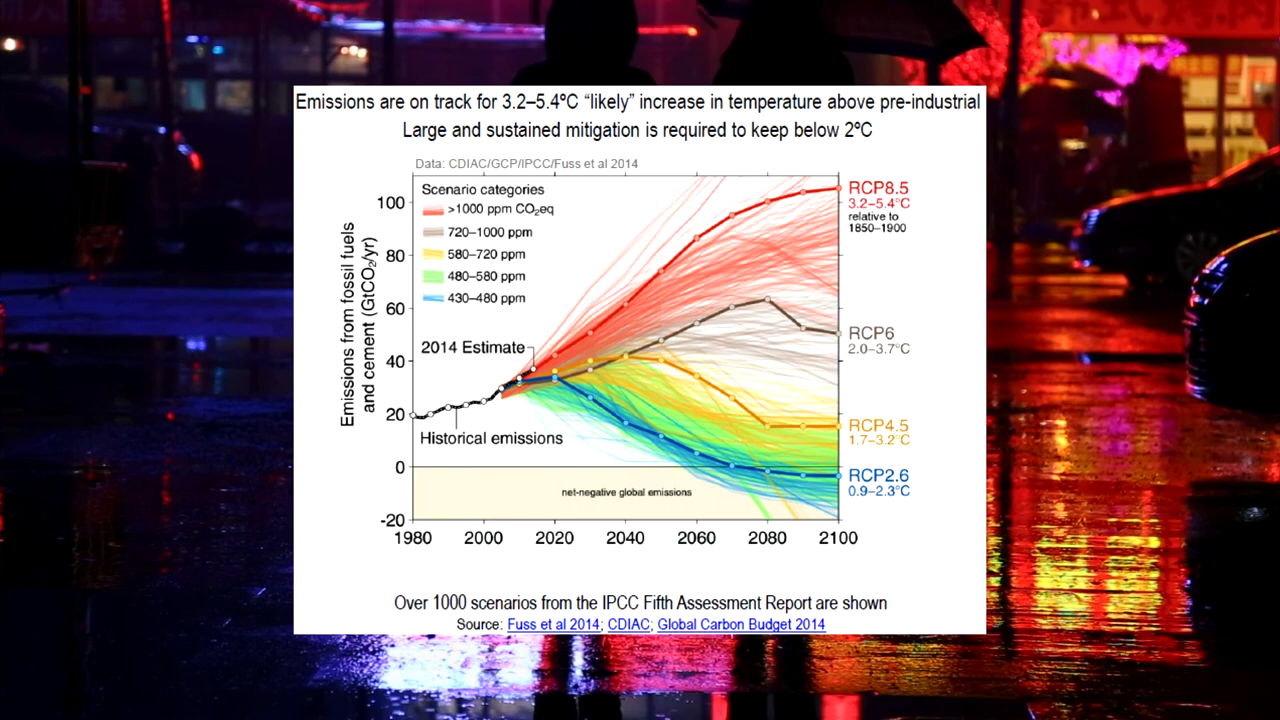 Emissions are on track for 3.2–5.4ºC “likely” increase in temperature above pre-industrial
Large and sustained mitigation is required to keep below 2ºC
Data: CDIAC/GCP/IPCC/Fuss et al 2014
Emissions from fossil fuels
and cement (GtCO₂/yr)
100
80
60
40
20
0
-20
Scenario categories
>1000 ppm CO₂eq
720–1000 ppm
580–720 ppm
480–580 ppm
430–480 ppm
2014 Estimate
Historical emissions
net-negative global emissions
RCP8.5
3.2–5.4°C
relative to
1850–1900
RCP6
2.0–3.7°C
RCP4.5
1.7–3.2°C
RCP2.6
0.9–2.3°C
1980 2000 2020 2040 2060 2080 2100
Over 1000 scenarios from the IPCC Fifth Assessment Report are shown
Source: Fuss et al 2014; CDIAC; Global Carbon Budget 2014